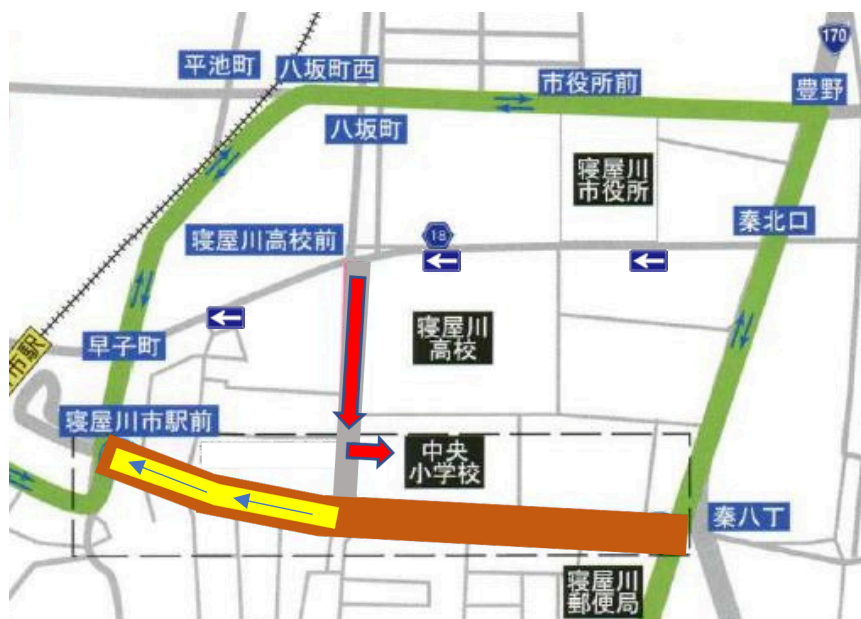 170
平池町
八坂町西
市役所前
豊野
八坂町
寝屋川
市役所
秦北口
寝屋川高校前
18
寝屋川
高校
早子町
市駅
寝屋川市駅前
中央
小学校
秦八丁
寝屋川
郵便局